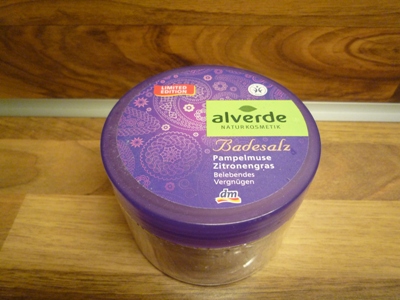 LIMITED
EDITION
alverde
NATURKOSMETIK
Badesalz
Pampelmuse
Zitronengras
Belebendes
Vergnügen
dm